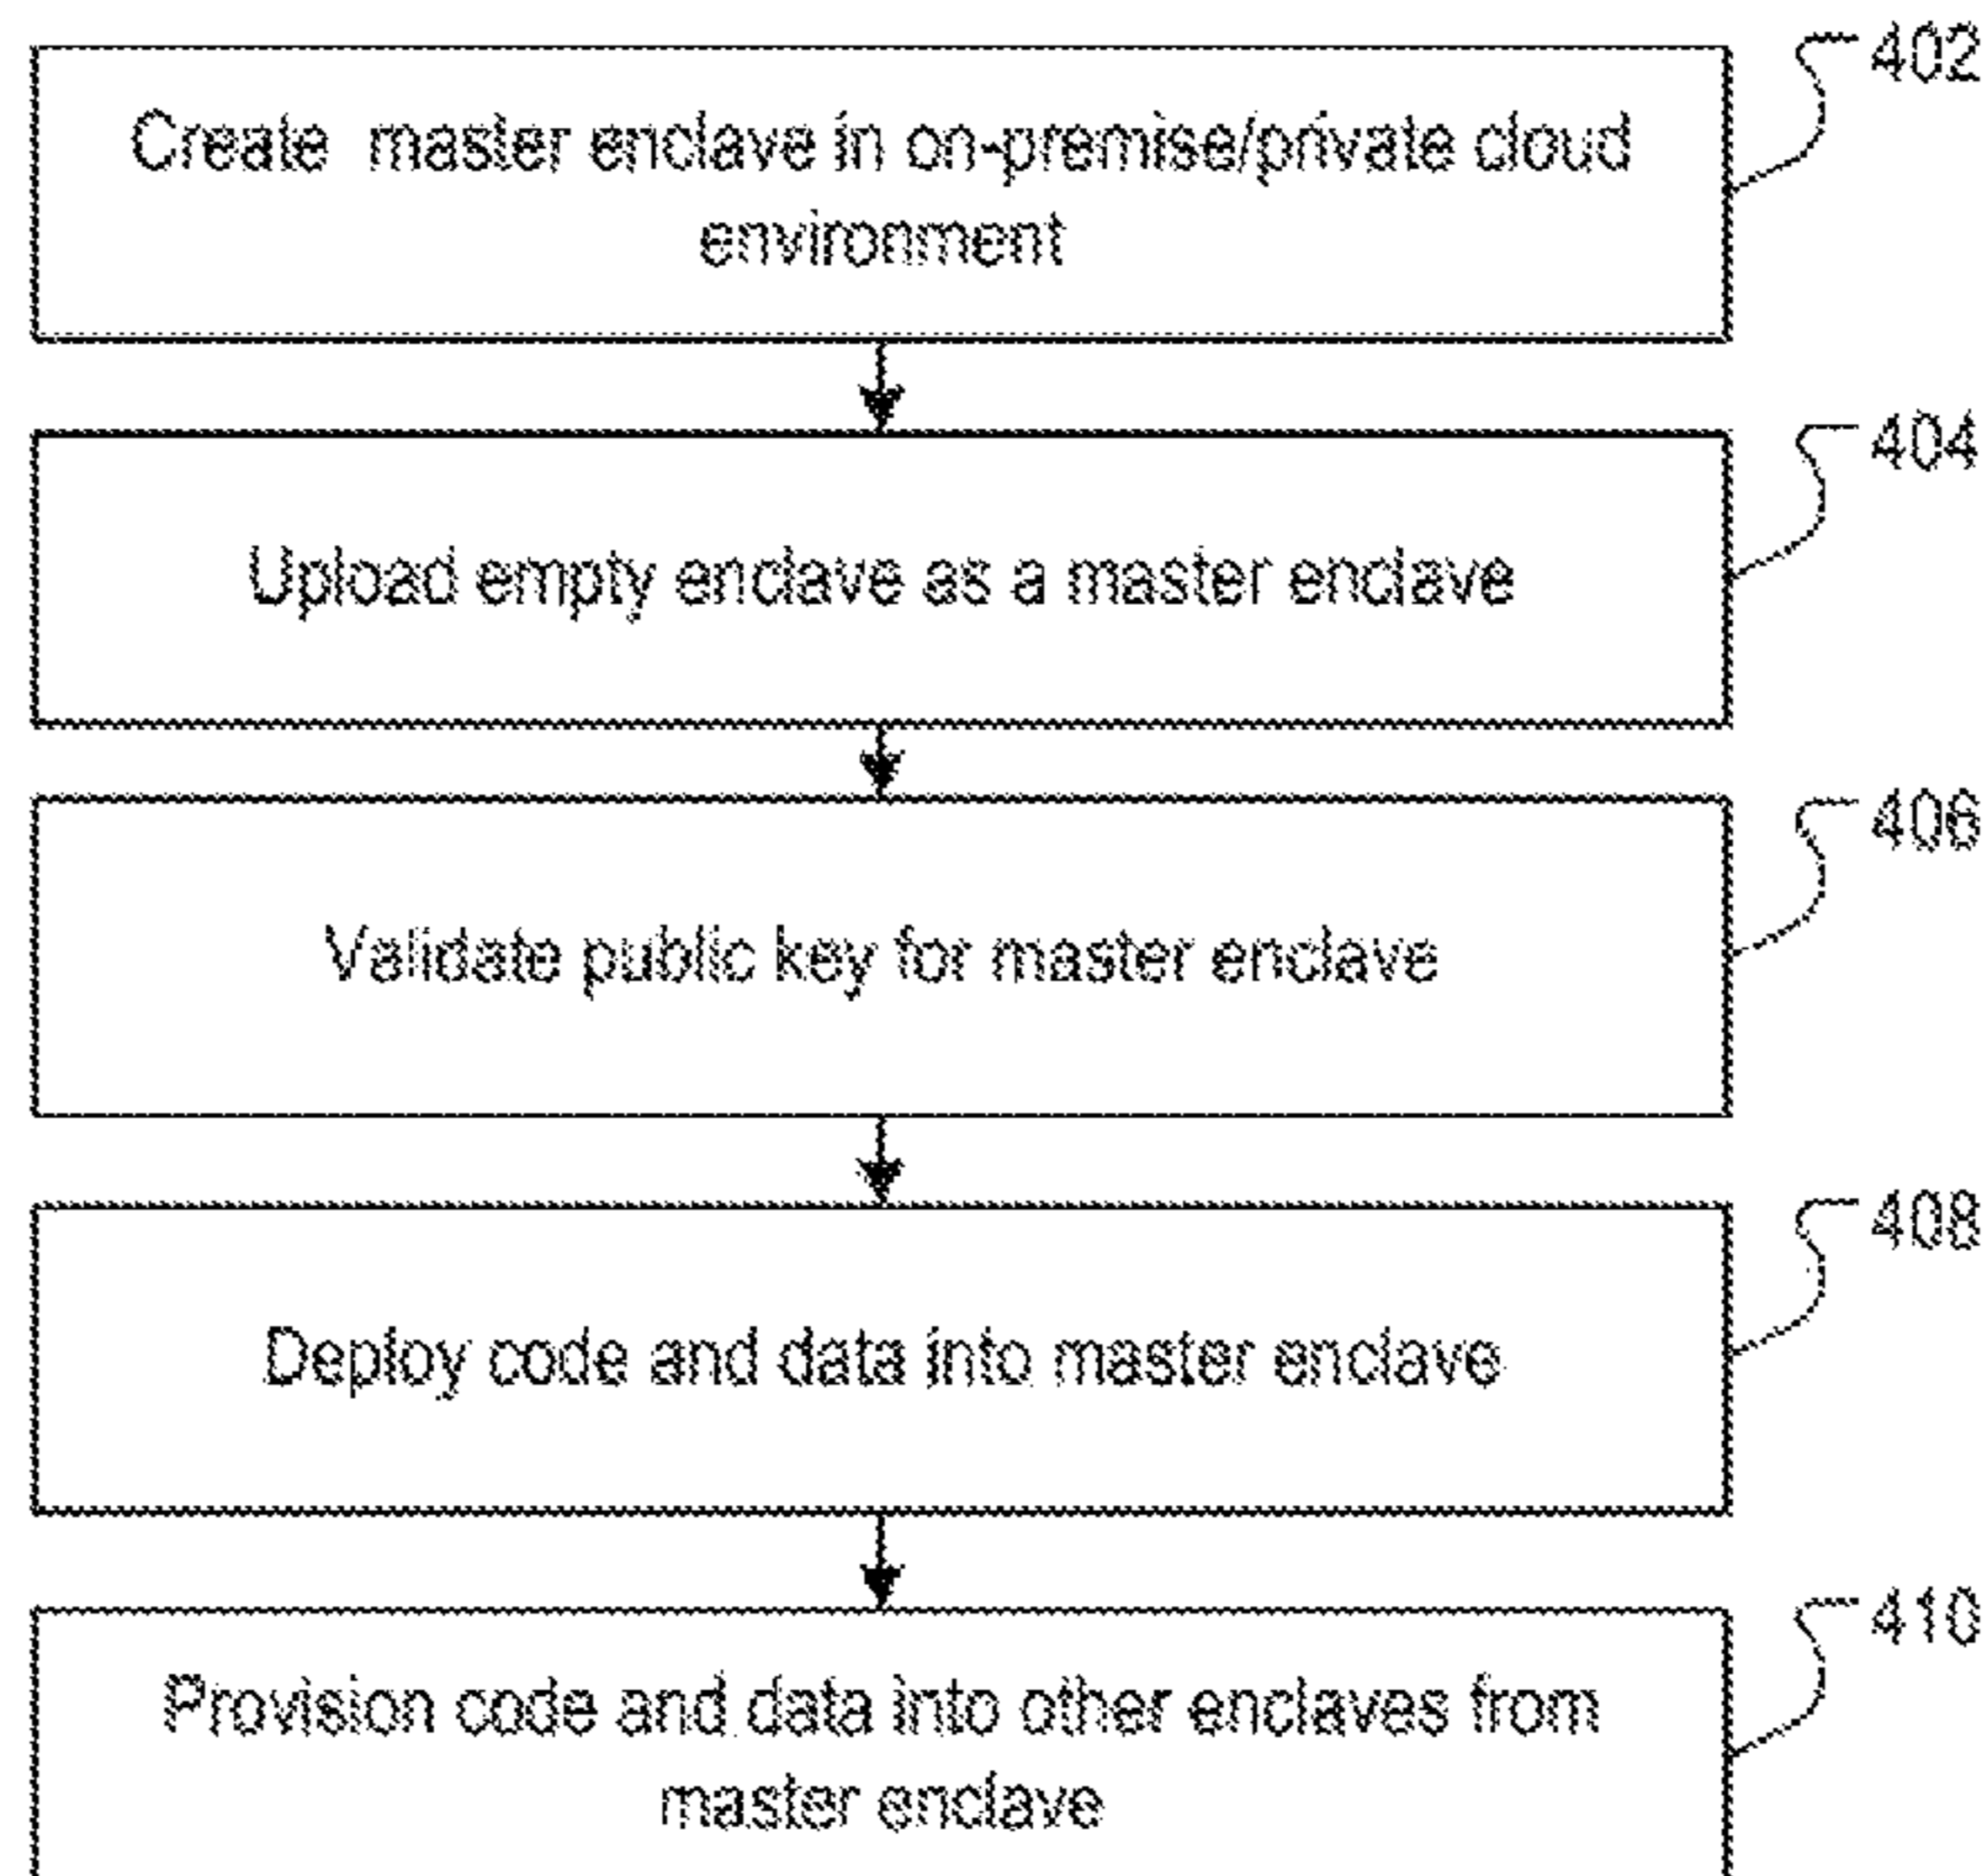 402
Create master enclave in on-premise/private cloud
environment
404
Upload empty enclave as a master enclave
406
Validate public key for master enclave
408
Deploy code and data into master enclave
410
Provision code and data into other enclaves from
master enclave